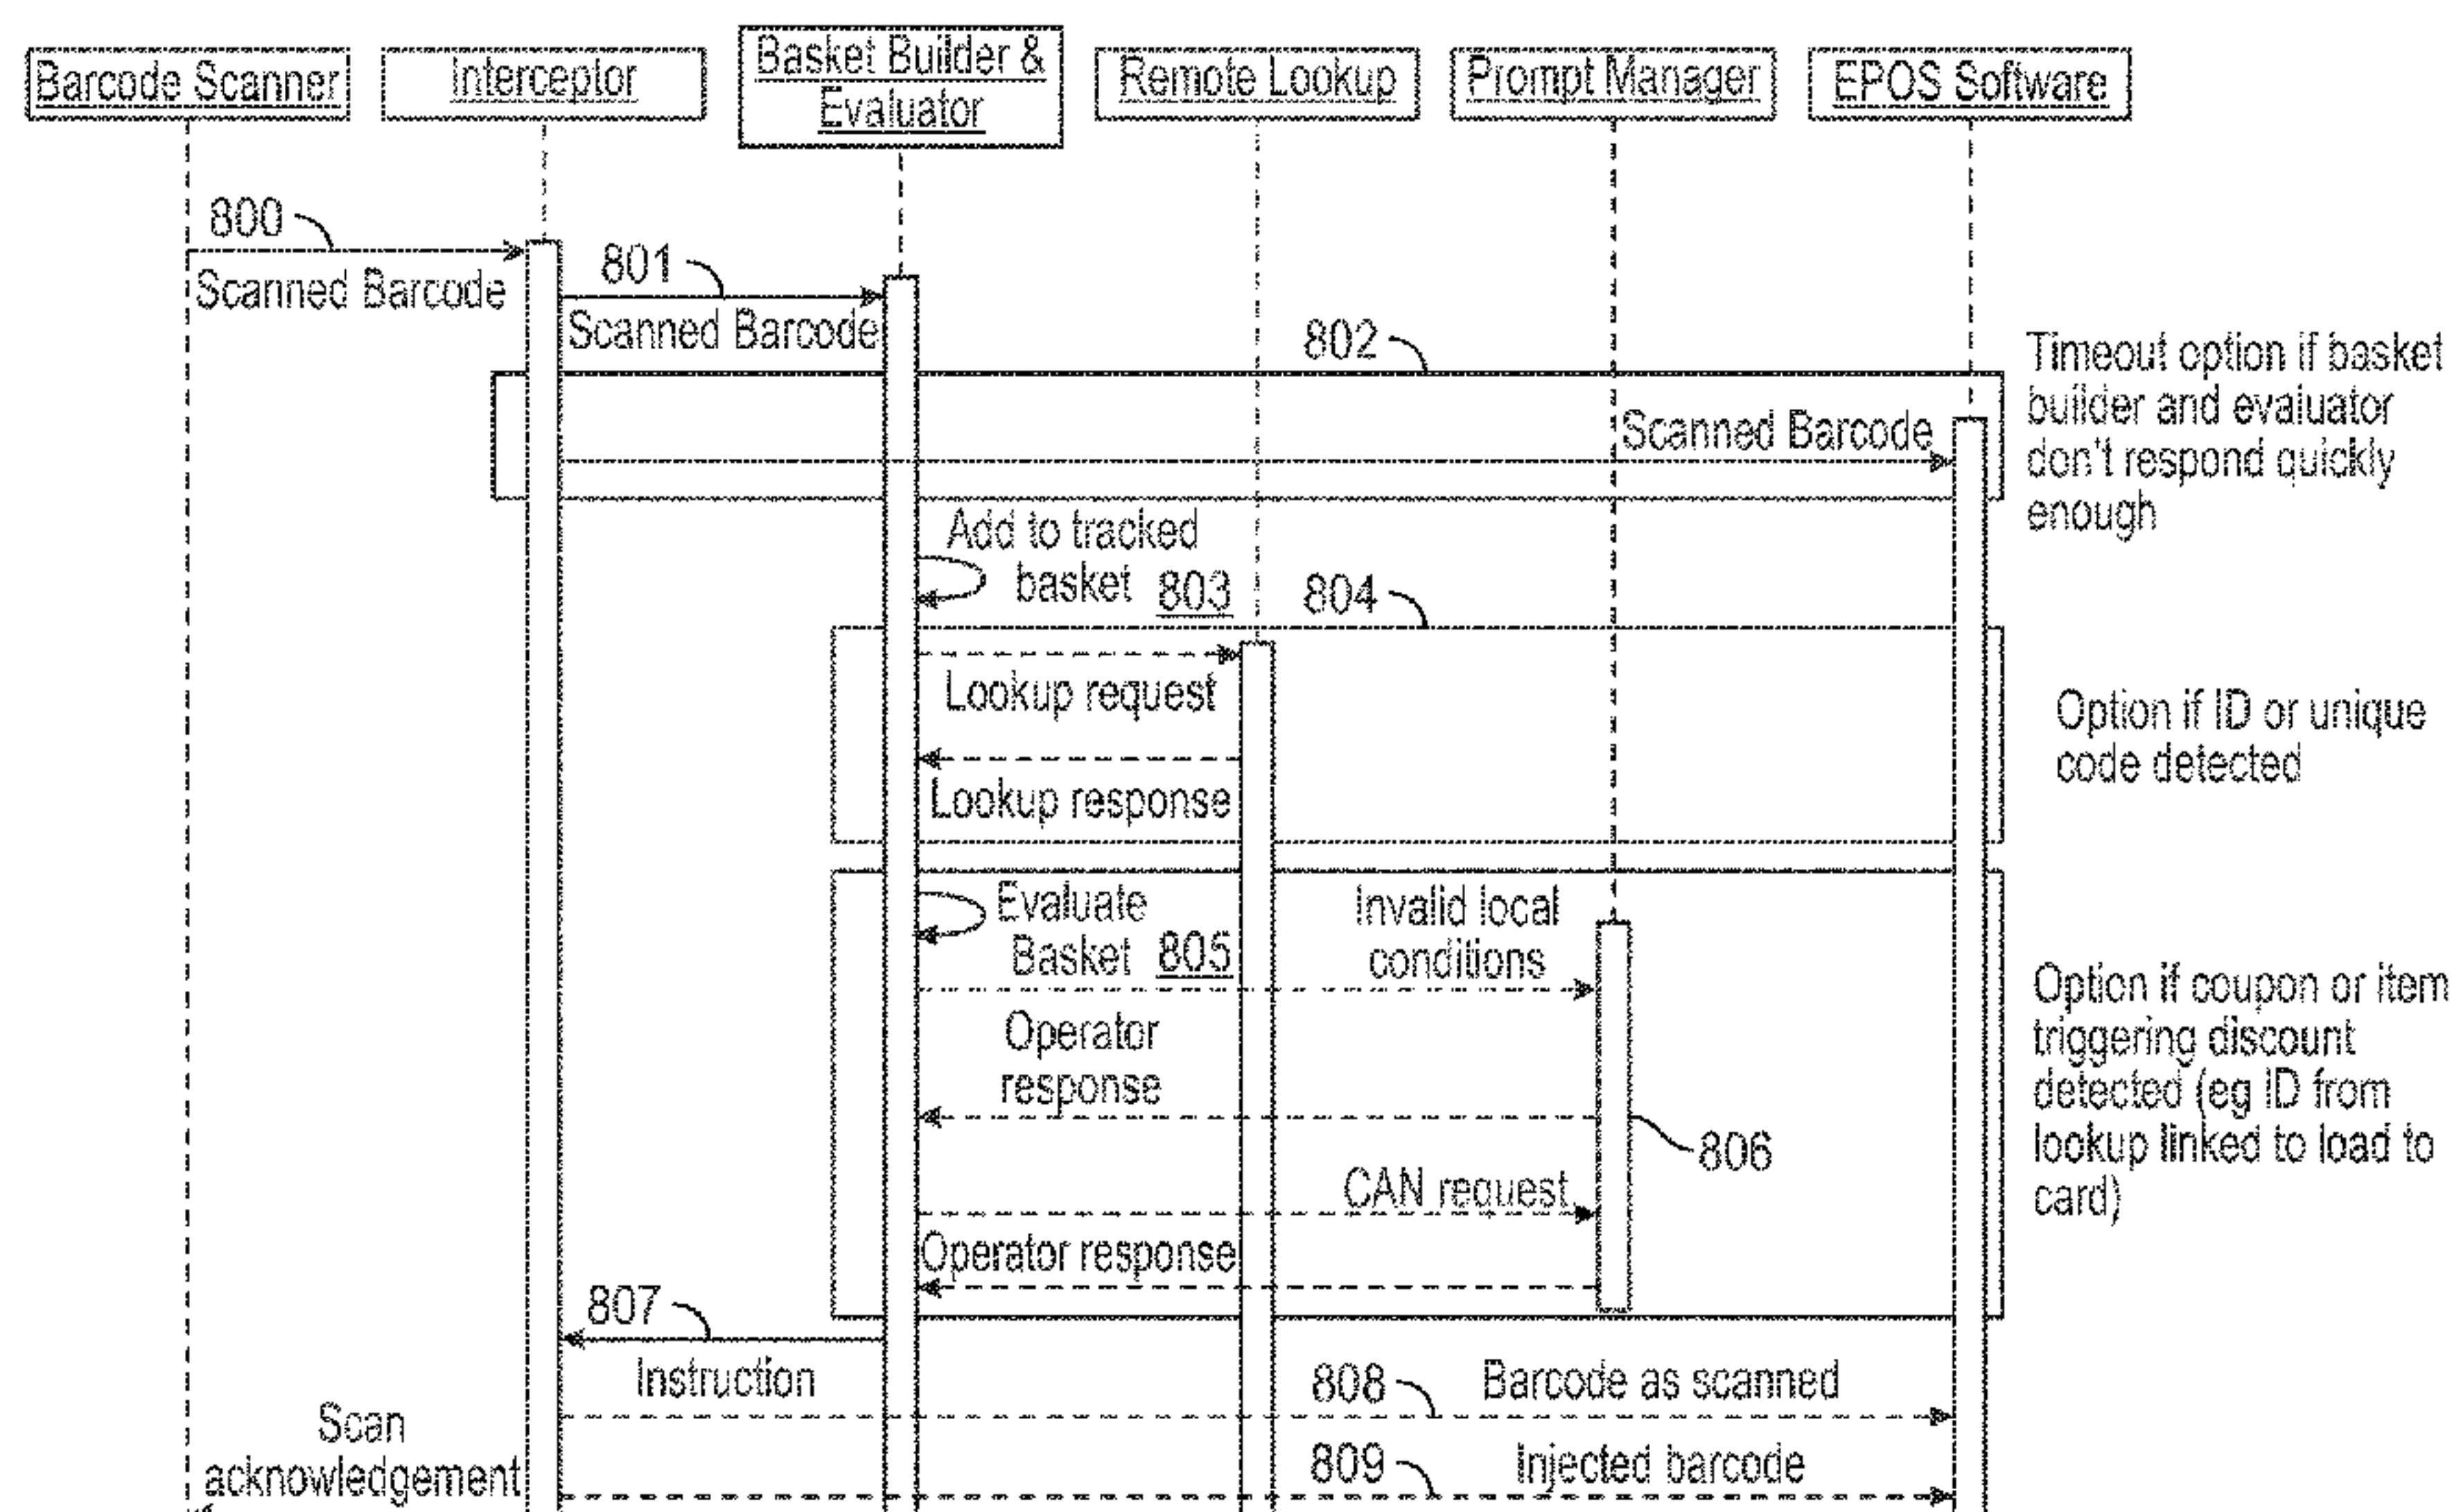 Barcode Scanner
Interceptor
Basket Builder &
Evaluator
Remote Lookup
Prompt Manager
EPOS Software
800
Scanned Barcode
801
Scanned Barcode
802
Scanned Barcode
Timeout option if basket
builder and evaluator
don't respond quickly
enough
Add to tracked
basket 803
804
Lookup request
Lookup response
Option if ID or unique
code detected
Evaluate
Basket 805
Invalid local
conditions
Operator
response
806
CAN request
Operator response
Option if coupon or item
triggering discount
detected (eg ID from
lookup linked to load to
card)
807
Instruction
808
Barcode as scanned
Scan
acknowledgement
809
Injected barcode